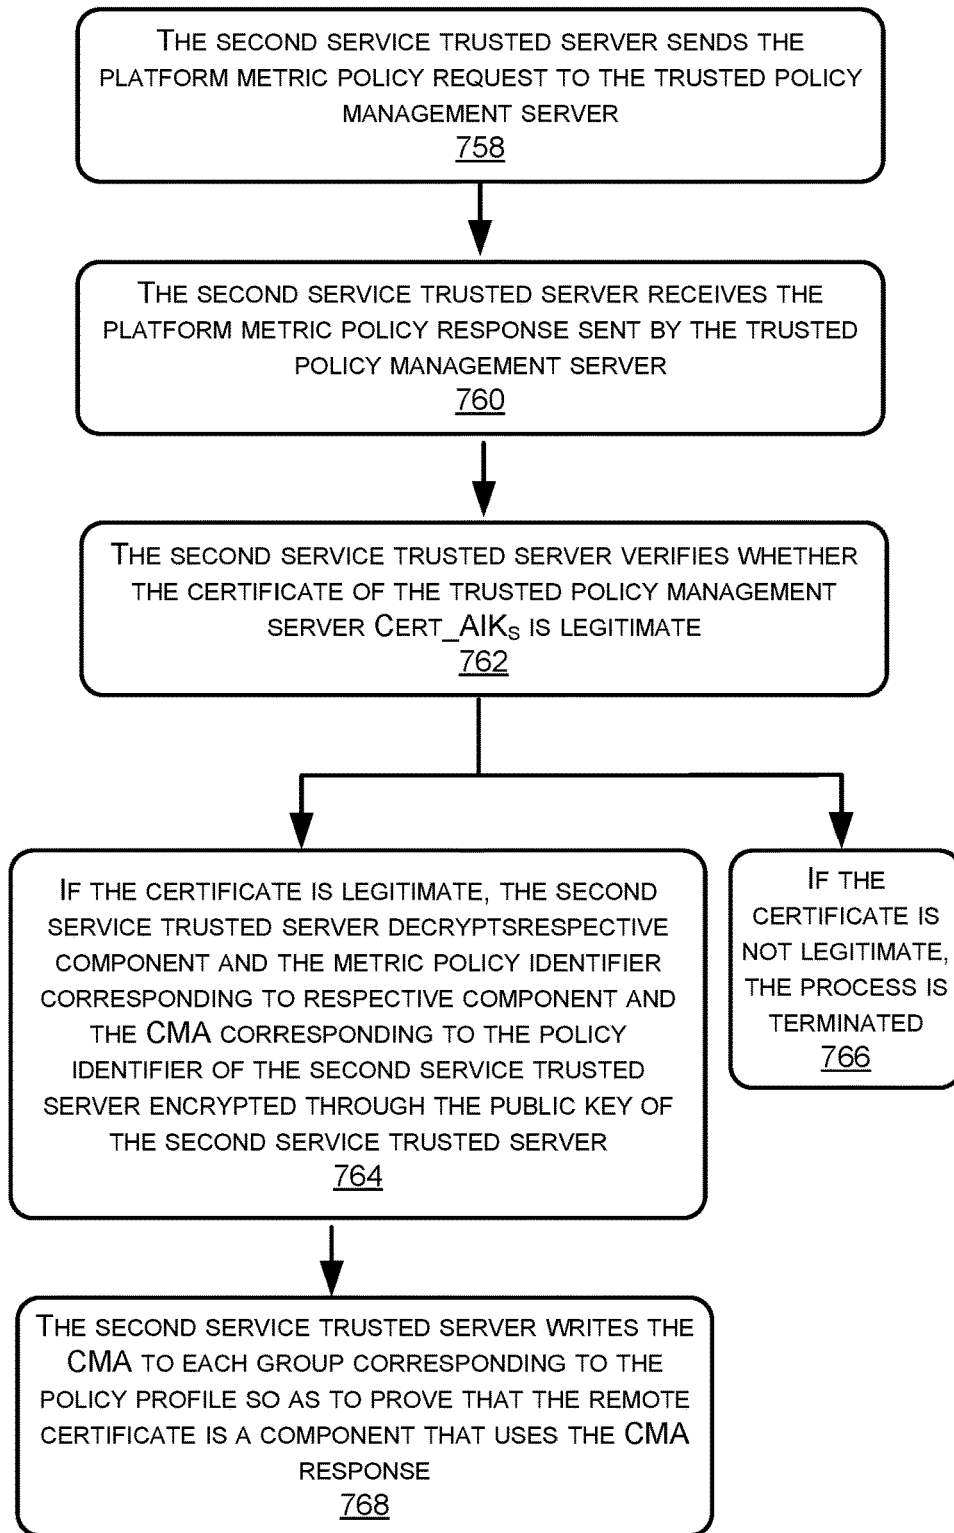 THE SECOND SERVICE TRUSTED SERVER SENDS THE
PLATFORM METRIC POLICY REQUEST TO THE TRUSTED POLICY
MANAGEMENT SERVER
758
THE SECOND SERVICE TRUSTED SERVER RECEIVES THE
PLATFORM METRIC POLICY RESPONSE SENT BY THE TRUSTED
POLICY MANAGEMENT SERVER
760
THE SECOND SERVICE TRUSTED SERVER VERIFIES WHETHER
THE CERTIFICATE OF THE TRUSTED POLICY MANAGEMENT
SERVER CERT_AIKS IS LEGITIMATE
762
IF THE CERTIFICATE IS LEGITIMATE, THE SECOND
SERVICE TRUSTED SERVER DECRYPTSRESPECTIVE
COMPONENT AND THE METRIC POLICY IDENTIFIER
CORRESPONDING TO RESPECTIVE COMPONENT AND
THE CMA CORRESPONDING TO THE POLICY
IDENTIFIER OF THE SECOND SERVICE TRUSTED
SERVER ENCRYPTED THROUGH THE PUBLIC KEY OF
THE SECOND SERVICE TRUSTED SERVER
764
IF THE
CERTIFICATE IS
NOT LEGITIMATE,
THE PROCESS IS
TERMINATED
766
THE SECOND SERVICE TRUSTED SERVER WRITES THE
CMA TO EACH GROUP CORRESPONDING TO THE
POLICY PROFILE SO AS TO PROVE THAT THE REMOTE
CERTIFICATE IS A COMPONENT THAT USES THE CMA
RESPONSE
768